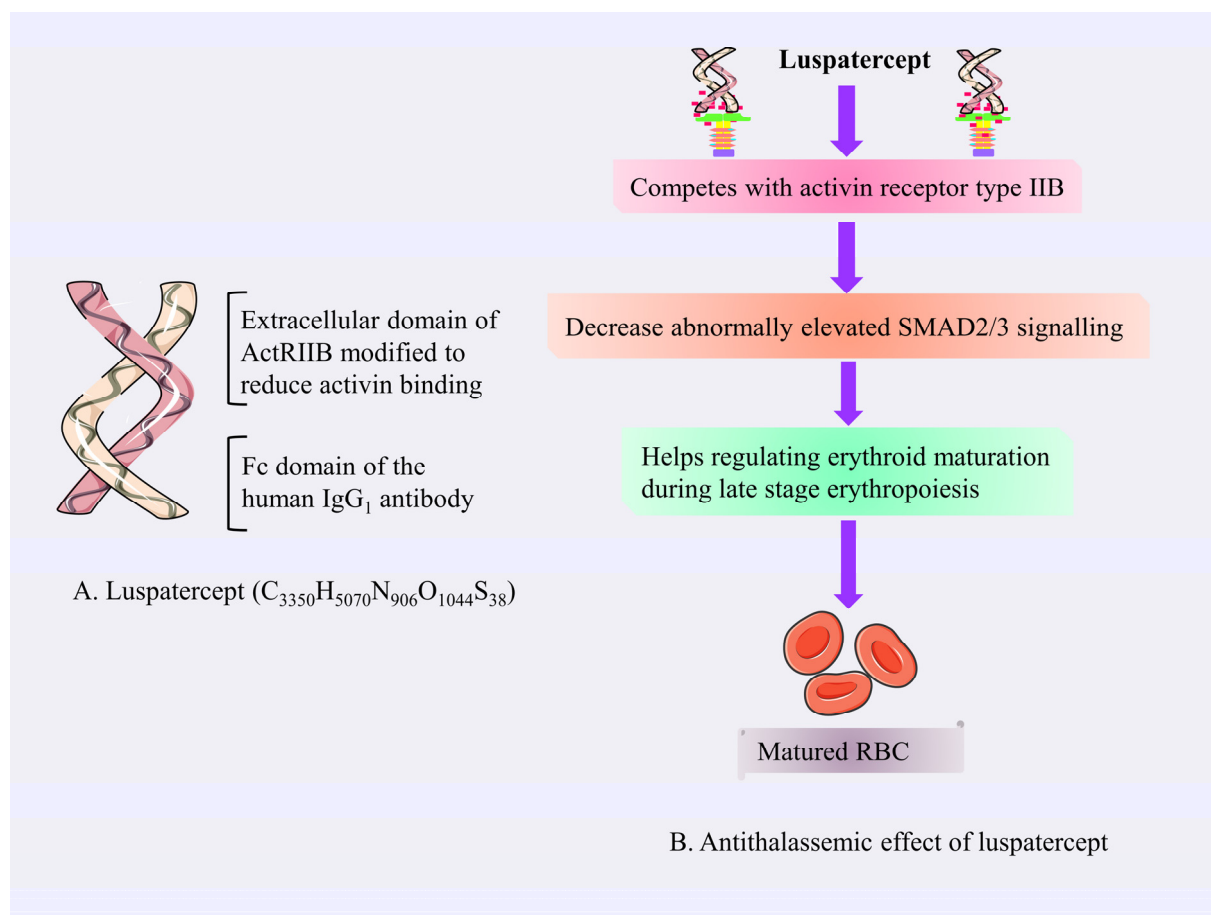 Luspatercept
Competes with activin receptor type IIB
Decrease abnormally elevated SMAD2/3 signalling
Helps regulating erythroid maturation
during late stage erythropoiesis
Matured RBC
B. Antithalassemic effect of luspatercept
Extracellular domain of
ActRIIB modified to
reduce activin binding
Fc domain of the
human IgG₁ antibody
A. Luspatercept (C₃₃₅₀H₅₀₇₀N₉₀₆O₁₀₄₄S₃₈)